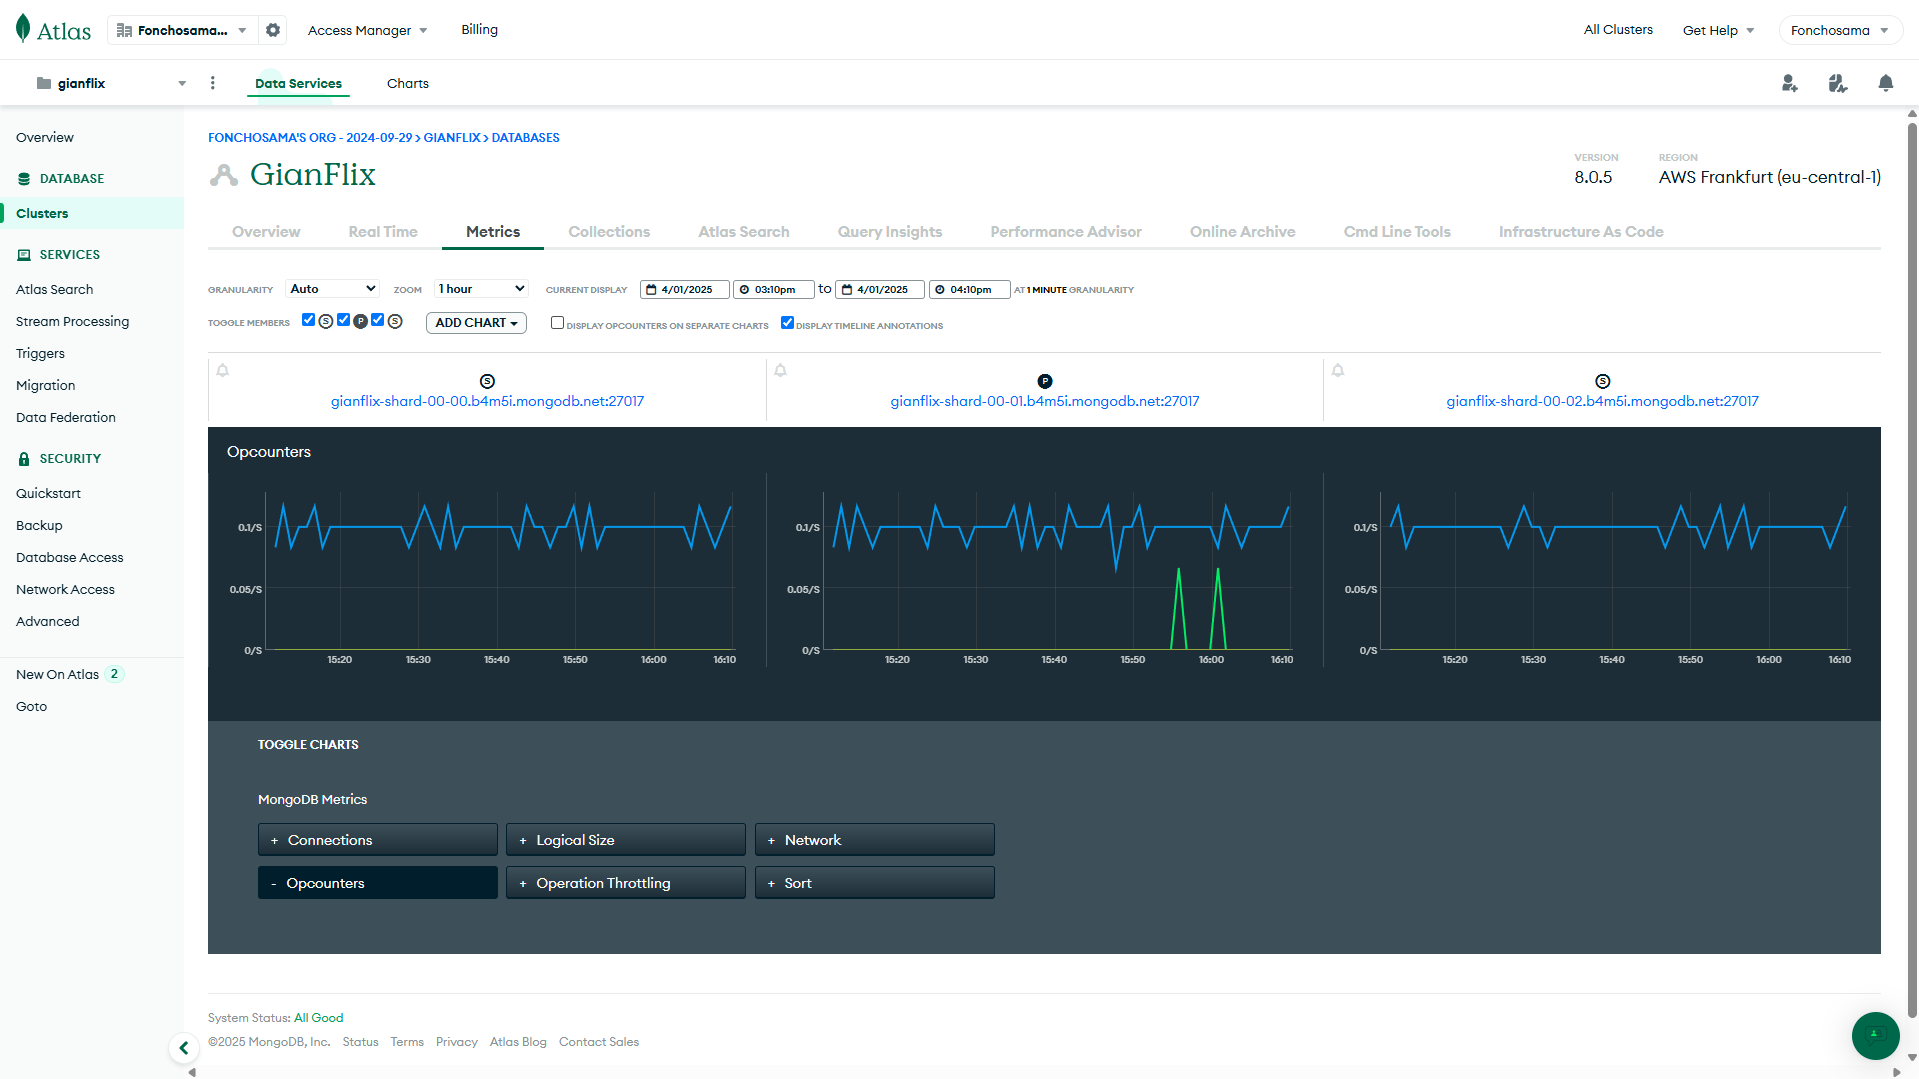 Atlas
Fonchosama...
Access Manager
Billing
All Clusters
Get Help
Fonchosama
gianflix
Data Services
Charts
Overview
DATABASE
Clusters
SERVICES
Atlas Search
Stream Processing
Triggers
Migration
Data Federation
SECURITY
Quickstart
Backup
Database Access
Network Access
Advanced
New On Atlas 2
Goto
FONCHOSAMA'S ORG - 2024-09-29 > GIANFLIX > DATABASES
GianFlix
VERSION
8.0.5
REGION
AWS Frankfurt (eu-central-1)
Overview
Real Time
Metrics
Collections
Atlas Search
Query Insights
Performance Advisor
Online Archive
Cmd Line Tools
Infrastructure As Code
GRANULARITY Auto ZOOM 1 hour CURRENT DISPLAY 4/01/2025 03:10pm to 4/01/2025 04:10pm AT 1 MINUTE GRANULARITY
TOGGLE MEMBERS S P S ADD CHART DISPLAY OPCOUNTERS ON SEPARATE CHARTS DISPLAY TIMELINE ANNOTATIONS
S
gianflix-shard-00-00.b4m5i.mongodb.net:27017
P
gianflix-shard-00-01.b4m5i.mongodb.net:27017
S
gianflix-shard-00-02.b4m5i.mongodb.net:27017
Opcounters
0.1/S
0.05/S
0/S
15:20 15:30 15:40 15:50 16:00 16:10
0.1/S
0.05/S
0/S
15:20 15:30 15:40 15:50 16:00 16:10
0.1/S
0.05/S
0/S
15:20 15:30 15:40 15:50 16:00 16:10
TOGGLE CHARTS
MongoDB Metrics
+ Connections
+ Logical Size
+ Network
- Opcounters
+ Operation Throttling
+ Sort
System Status: All Good
©2025 MongoDB, Inc. Status Terms Privacy Atlas Blog Contact Sales